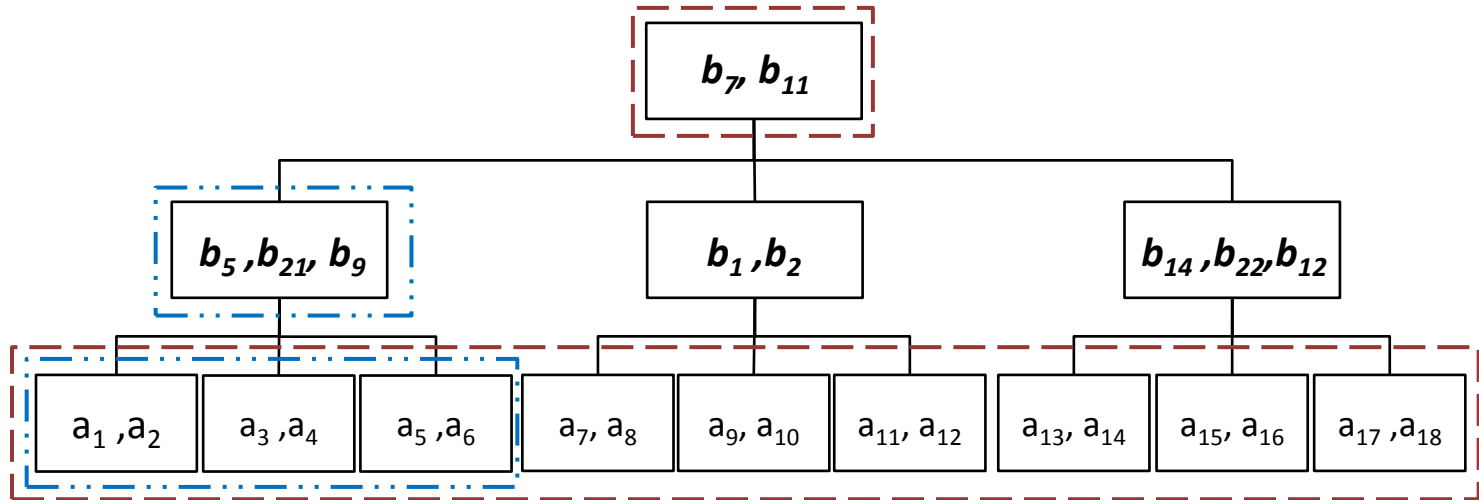 b₇, b₁₁
b₅ ,b₂₁, b₉
b₁ ,b₂
b₁₄ ,b₂₂,b₁₂
a₁ ,a₂
a₃ ,a₄
a₅ ,a₆
a₇, a₈
a₉, a₁₀
a₁₁, a₁₂
a₁₃, a₁₄
a₁₅, a₁₆
a₁₇ ,a₁₈